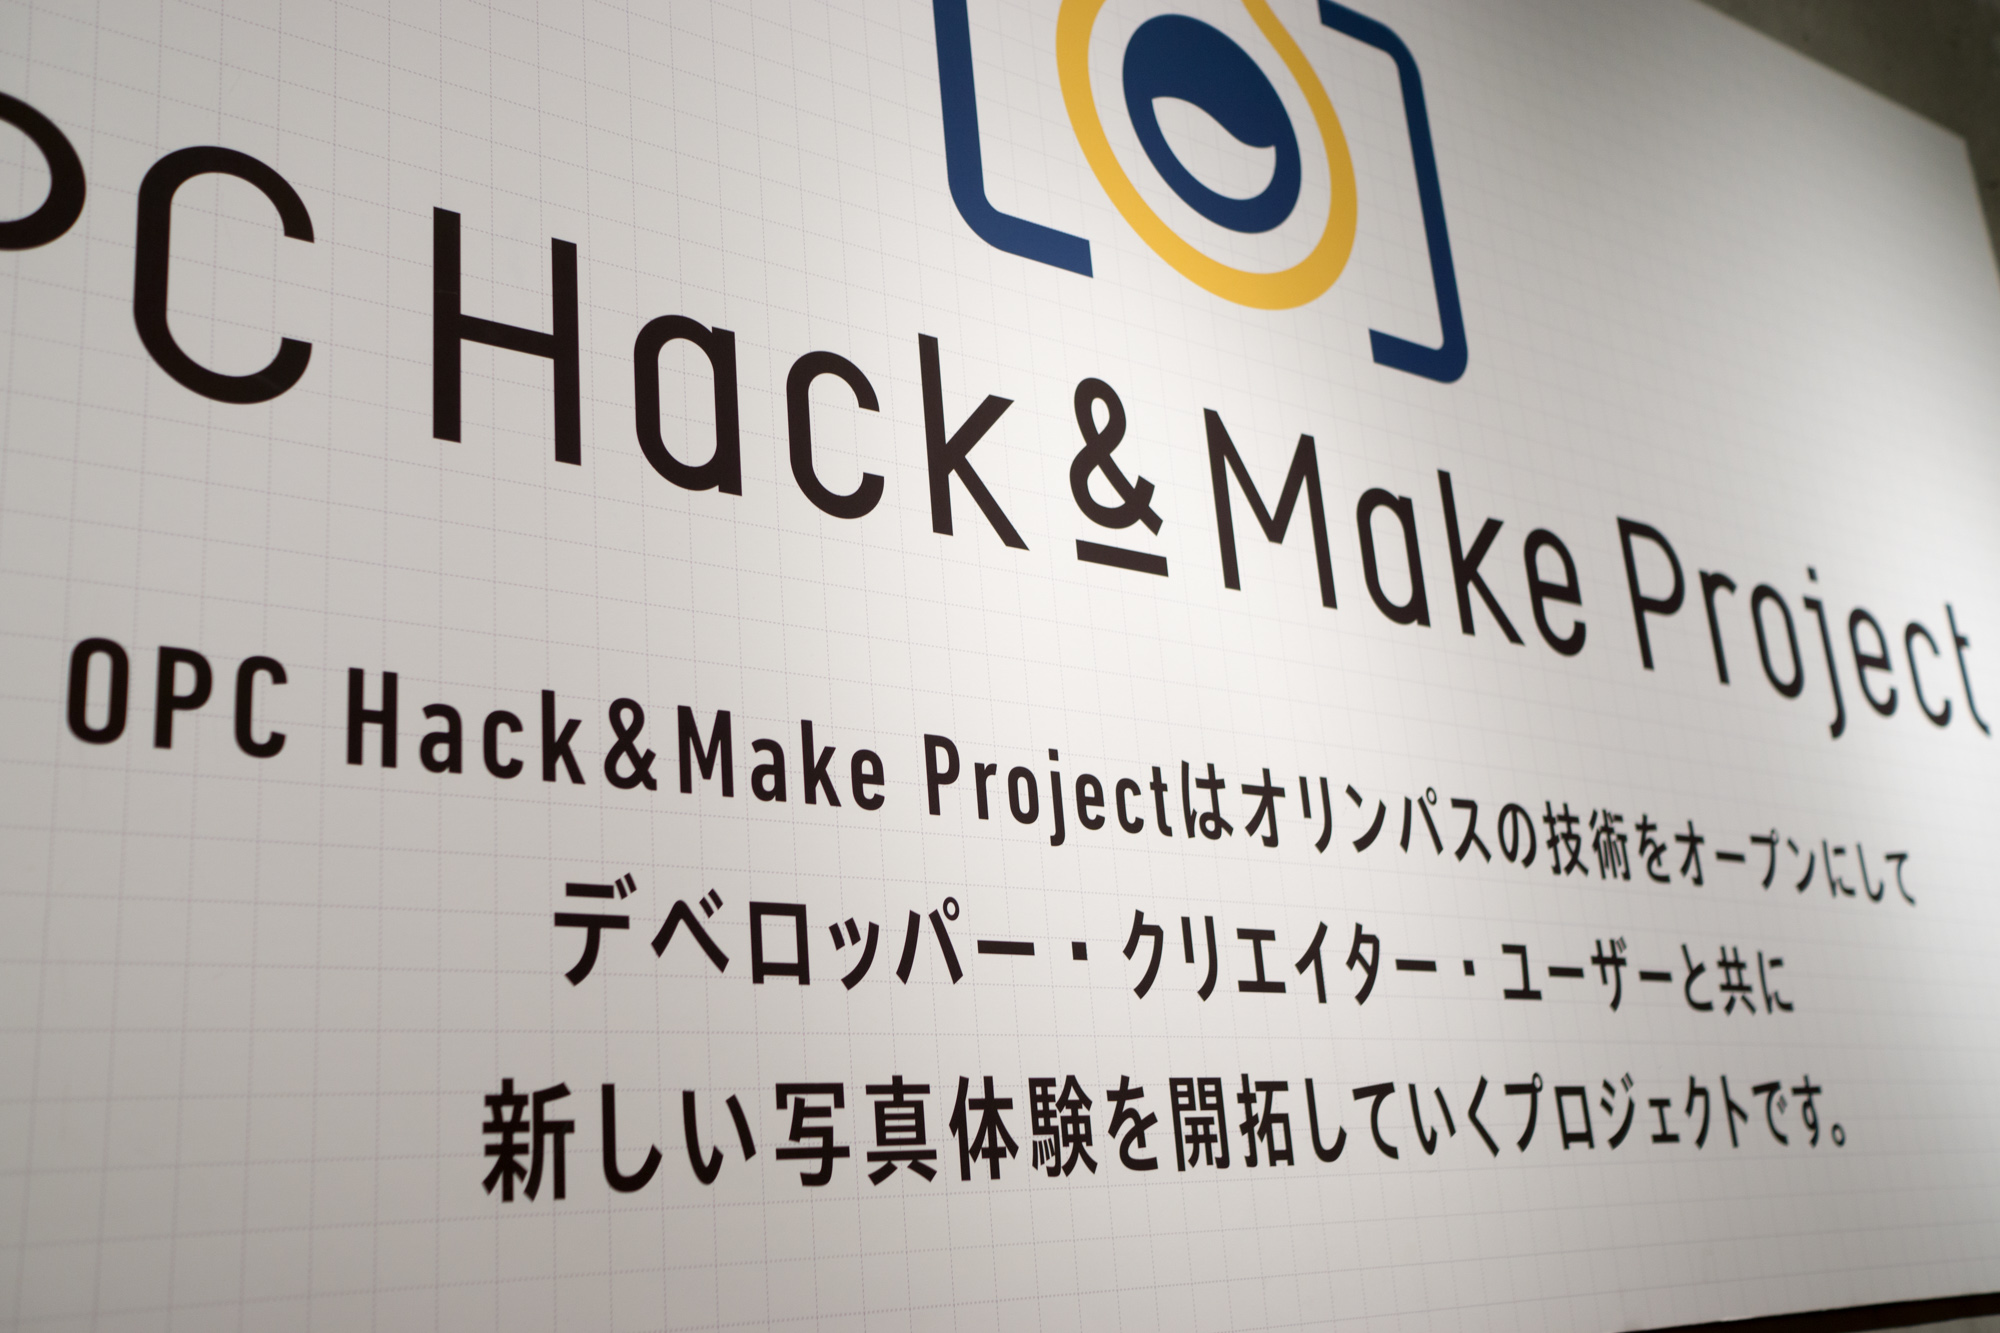 PC Hack & Make Project
OPC Hack&Make Projectはオリンパスの技術をオープンにして
デベロッパー・クリエイター・ユーザーと共に
新しい写真体験を開拓していくプロジェクトです。